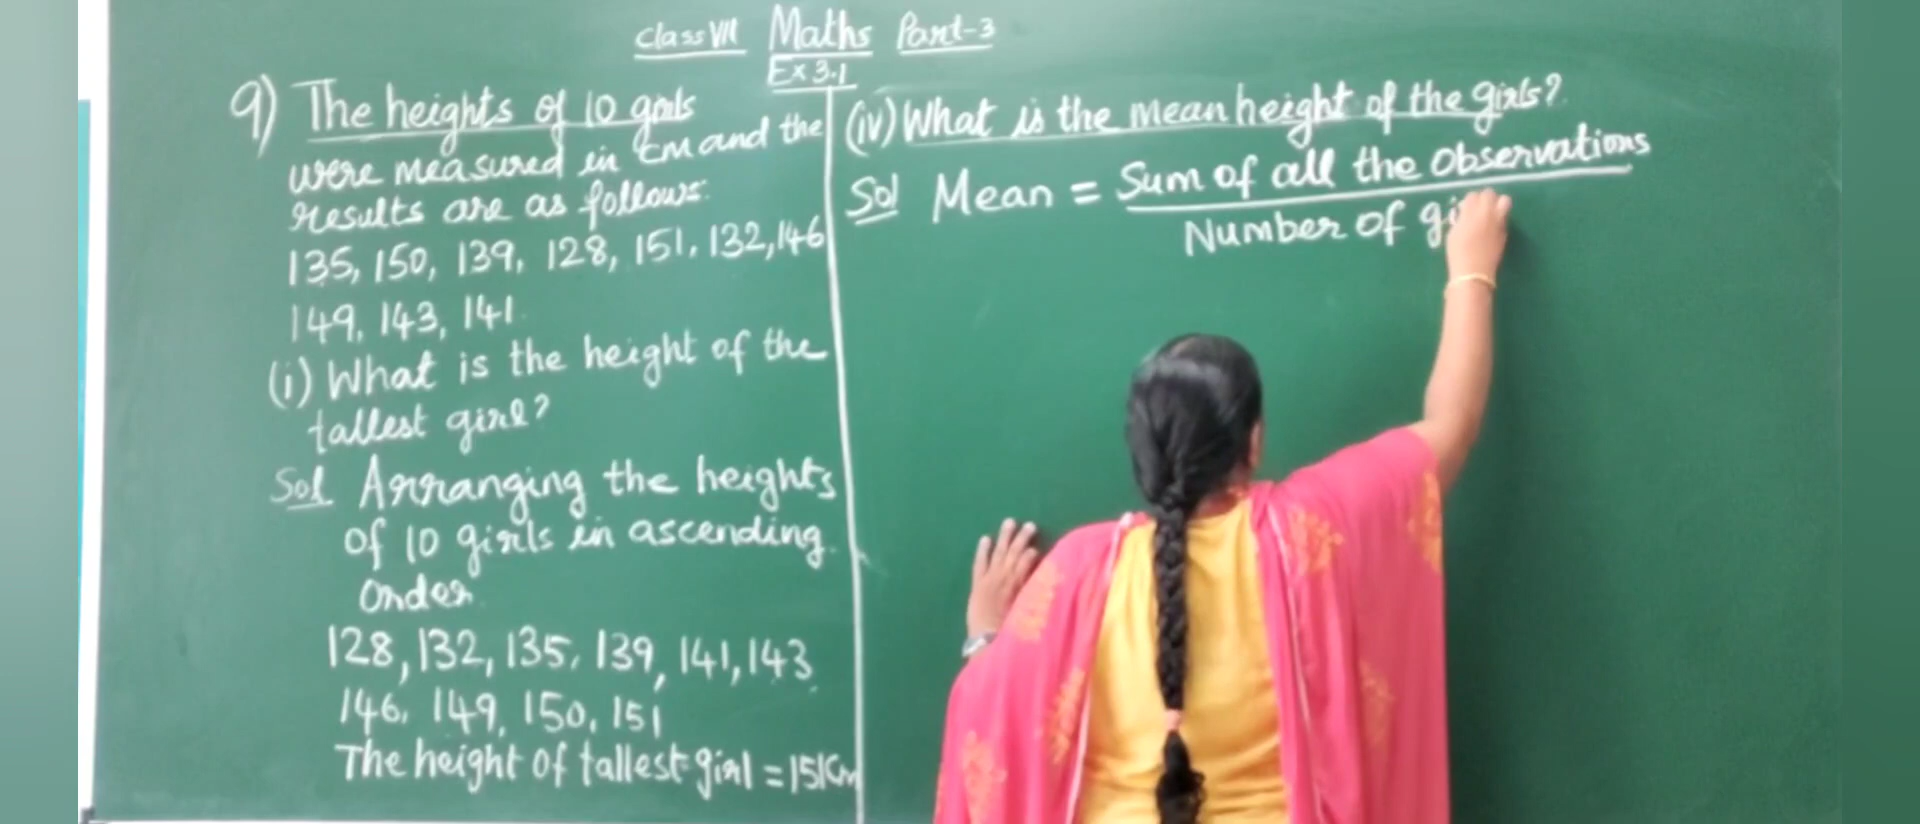 Class VII Maths Part-3
Ex 3.1
9) The heights of 10 girls
were measured in cm and the
results are as follows:
135, 150, 139, 128, 151, 132, 146
149, 143, 141.
(i) What is the height of the
tallest girl?
Sol Arranging the heights
of 10 girls in ascending
order
128, 132, 135, 139, 141, 143
146, 149, 150, 151
The height of tallest girl = 151cm
(iv) What is the mean height of the girls?
Sol Mean = Sum of all the observations
Number of gi